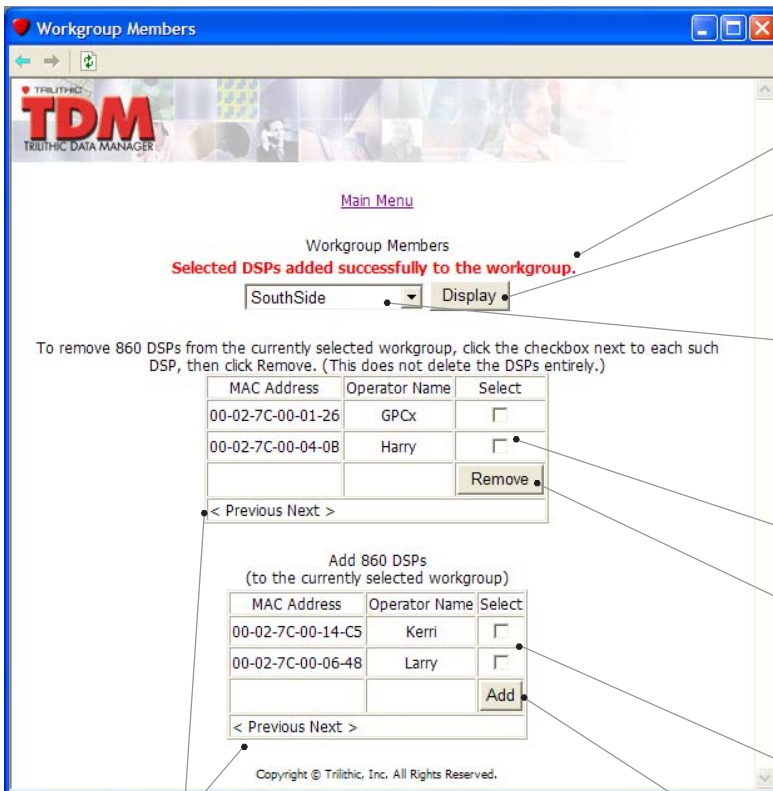 Workgroup Members
TRILITHIC
TDM
TRILITHIC DATA MANAGER
Main Menu
Workgroup Members
Selected DSPs added successfully to the workgroup.
SouthSide Display
To remove 860 DSPs from the currently selected workgroup, click the checkbox next to each such
DSP, then click Remove. (This does not delete the DSPs entirely.)
MAC Address Operator Name Select
00-02-7C-00-01-26 GPCx
00-02-7C-00-04-0B Harry
Remove
< Previous Next >
Add 860 DSPs
(to the currently selected workgroup)
MAC Address Operator Name Select
00-02-7C-00-14-C5 Kerri
00-02-7C-00-06-48 Larry
Add
< Previous Next >
Copyright © Trilithic, Inc. All Rights Reserved.